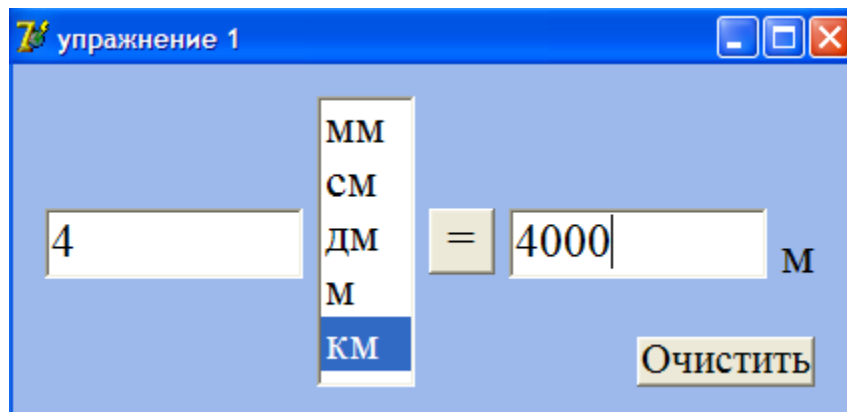 упражнение 1
мм
см
дм
м
км
4
=
4000
м
Очистить